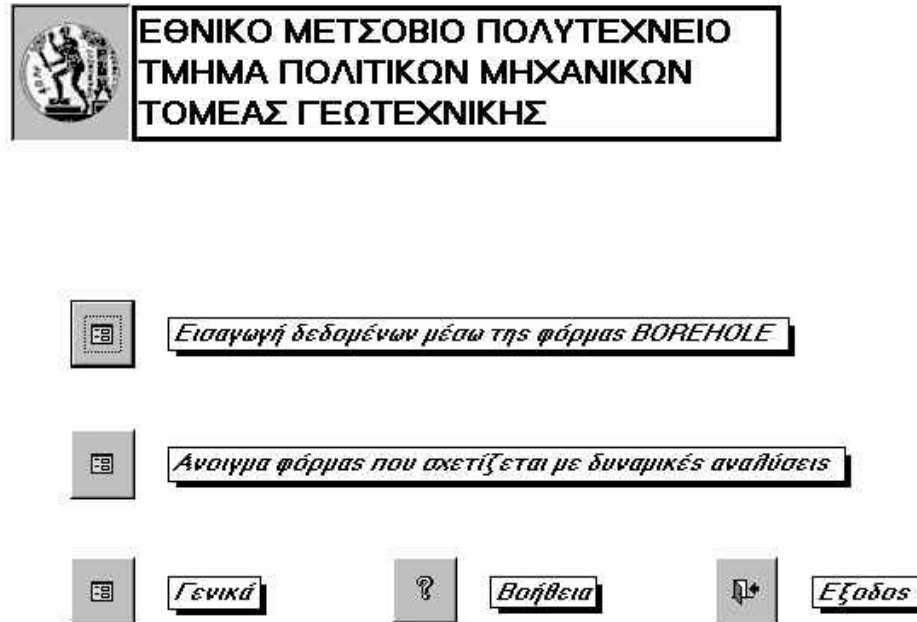 ΕΘΝΙΚΟ ΜΕΤΣΟΒΙΟ ΠΟΛΥΤΕΧΝΕΙΟ
ΤΜΗΜΑ ΠΟΛΙΤΙΚΩΝ ΜΗΧΑΝΙΚΩΝ
ΤΟΜΕΑΣ ΓΕΩΤΕΧΝΙΚΗΣ
Εισαγωγή δεδομένων μέσω της φόρμας BOREHOLE
Ανοιγμα φόρμας που σχετίζεται με δυναμικές αναλύσεις
Γενικά
Βοήθεια
Εξοδος